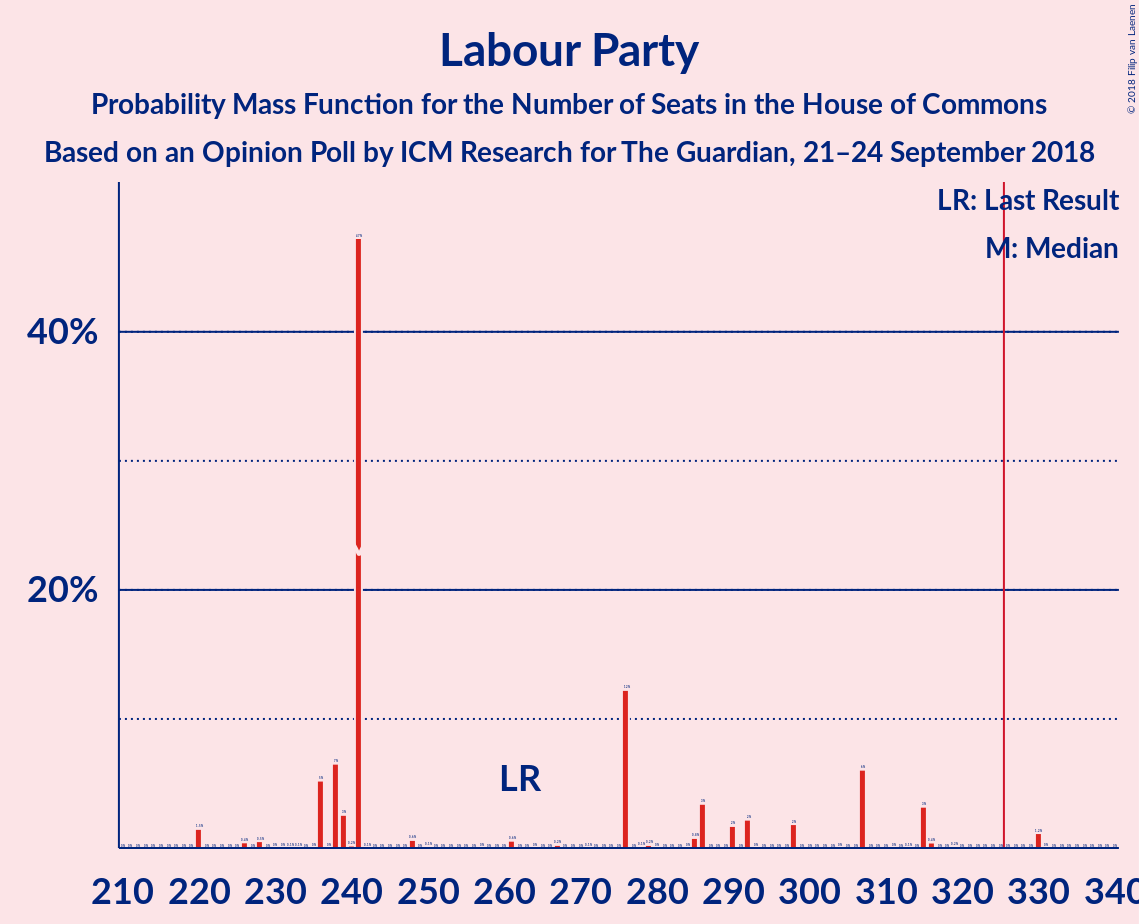 Labour Party
Probability Mass Function for the Number of Seats in the House of Commons
Based on an Opinion Poll by ICM Research for The Guardian, 21–24 September 2018
© 2018 Filip van Laenen
LR: Last Result
M: Median
40%
20%
LR
210 220 230 240 250 260 270 280 290 300 310 320 330 340